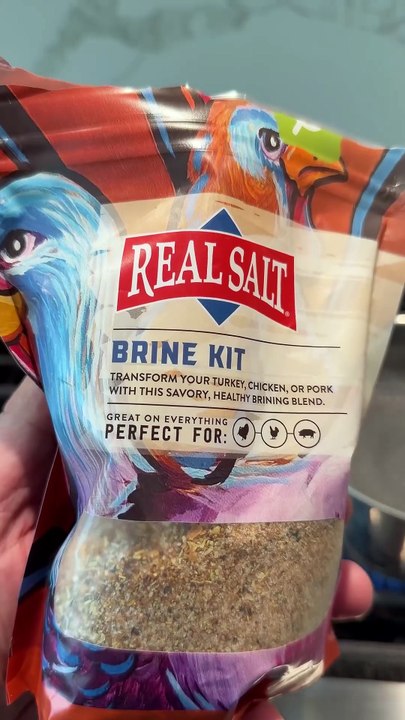 REAL SALT
BRINE KIT
TRANSFORM YOUR TURKEY, CHICKEN, OR PORK
WITH THIS SAVORY, HEALTHY BRINING BLEND.
GREAT ON EVERYTHING
PERFECT FOR: